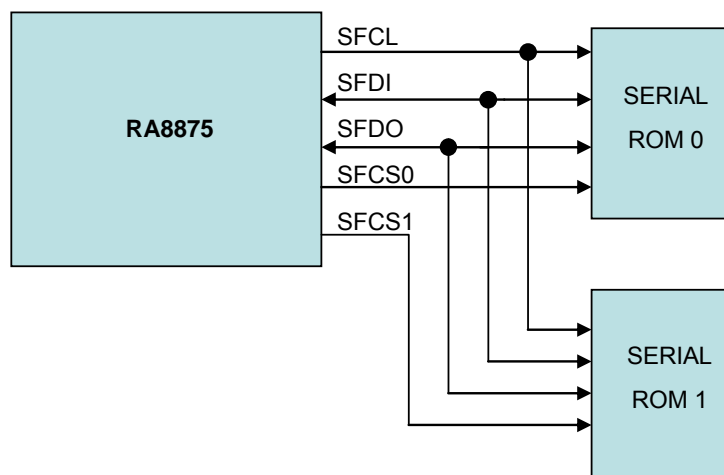 RA8875
SFCL
SFDI
SFDO
SFCS0
SFCS1
SERIAL
ROM 0
SERIAL
ROM 1